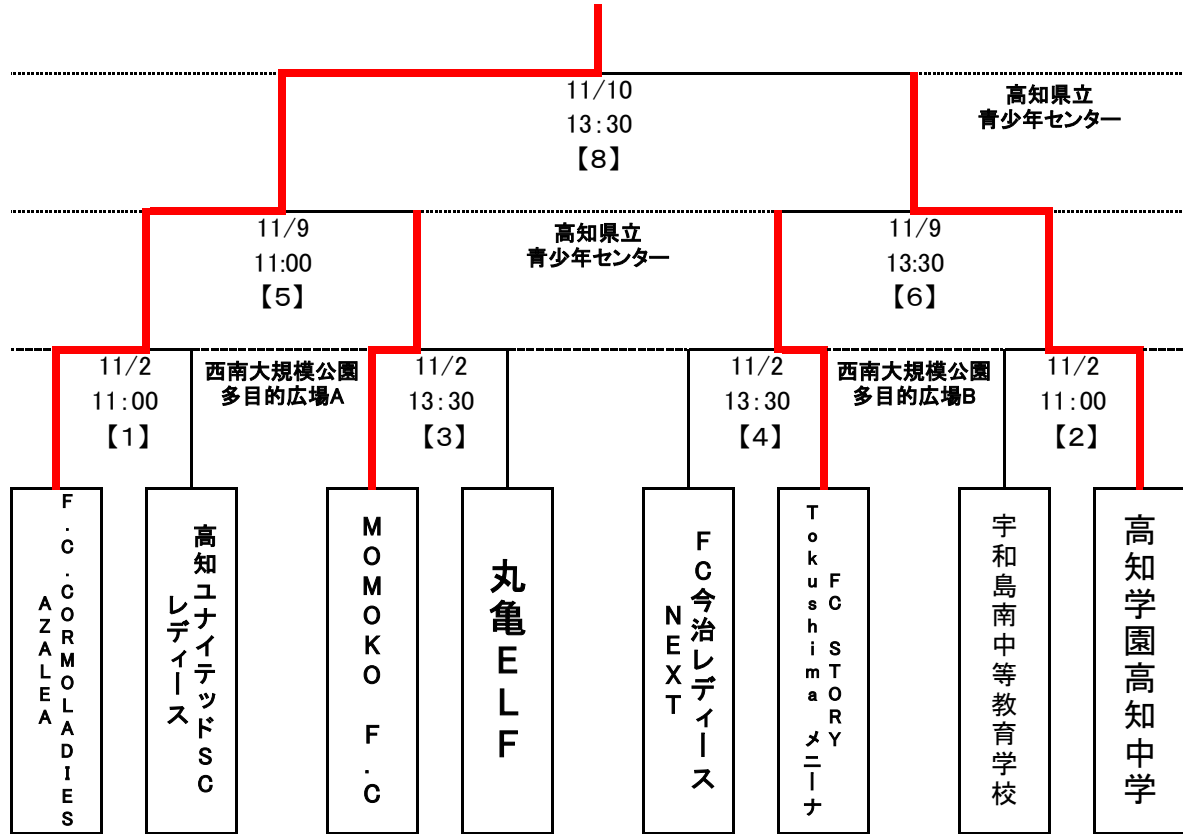 11/10
13:30
【8】
高知県立
青少年センター
11/9
11:00
【5】
高知県立
青少年センター
11/9
13:30
【6】
11/2
11:00
【1】
西南大規模公園
多目的広場A
11/2
13:30
【3】
11/2
13:30
【4】
西南大規模公園
多目的広場B
11/2
11:00
【2】
F.C.CORMOLADIES
AZALEA
高知ユナイテッドSC
レディース
MOMOKO F.C
丸亀ELF
FC今治レディース
NEXT
FC STORY
Tokushima メニーナ
宇和島南中等教育学校
高知学園高知中学